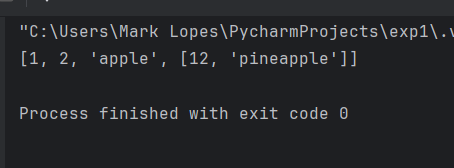 "C:\Users\Mark Lopes\PycharmProjects\exp1\.v
[1, 2, 'apple', [12, 'pineapple']]
Process finished with exit code 0